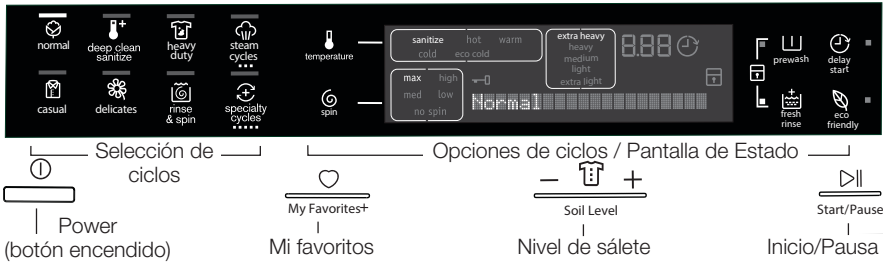 normal
deep clean
sanitize
heavy
duty
steam
cycles
casual
delicates
rinse
& spin
specialty
cycles
temperature
spin
sanitize hot warm
cold eco cold
max high
med low
no spin
extra heavy
heavy
medium
light
extra light
8.88
Normal
prewash
delay
start
fresh
rinse
eco
friendly
Selección de
ciclos
Opciones de ciclos / Pantalla de Estado
My Favorites+
Soil Level
Start/Pause
Power
(botón encendido)
Mi favoritos
Nivel de sálete
Inicio/Pausa